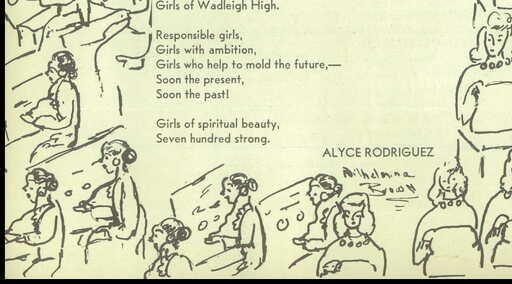 Girls of Wadleigh High.
Responsible girls,
Girls with ambition,
Girls who help to mold the future,—
Soon the present,
Soon the past!
Girls of spiritual beauty,
Seven hundred strong.
ALYCE RODRIGUEZ
Wilhelmina
Brown